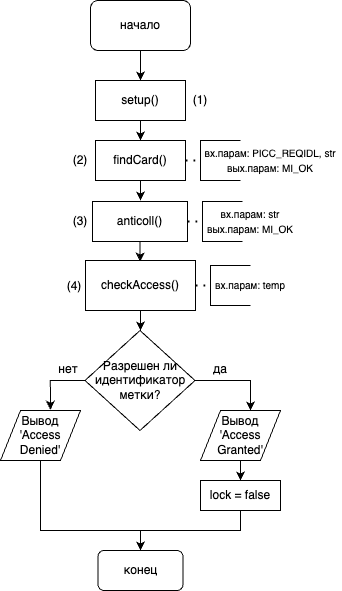 начало
setup()
(1)
(2)
findCard()
вх.парам: PICC_REQIDL, str
вых.парам: MI_OK
(3)
anticoll()
вх.парам: str
вых.парам: MI_OK
(4)
checkAccess()
вх.парам: temp
Разрешен ли
идентификатор
метки?
нет
да
Вывод
'Access
Denied'
Вывод
'Access
Granted'
lock = false
конец